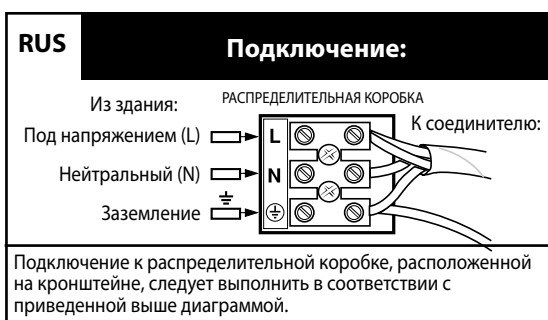 RUS
Подключение:
Из здания:
РАСПРЕДЕЛИТЕЛЬНАЯ КОРОБКА
К соединителю:
Под напряжением (L)
L
Нейтральный (N)
N
Заземление
Подключение к распределительной коробке, расположенной
на кронштейне, следует выполнить в соответствии с
приведенной выше диаграммой.